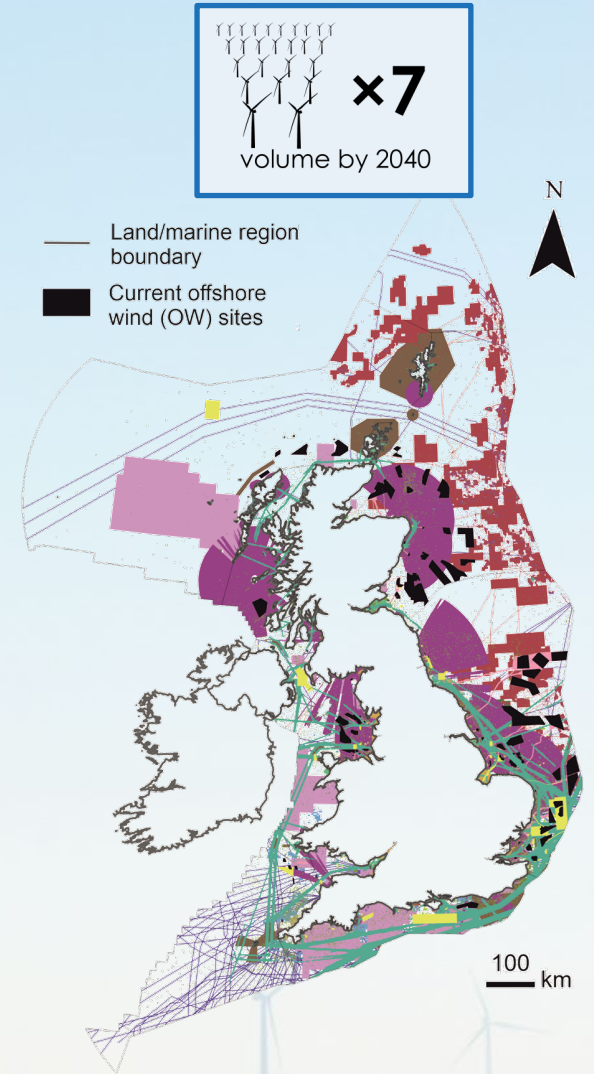 ×7
volume by 2040
N
Land/marine region
boundary
Current offshore
wind (OW) sites
100
km